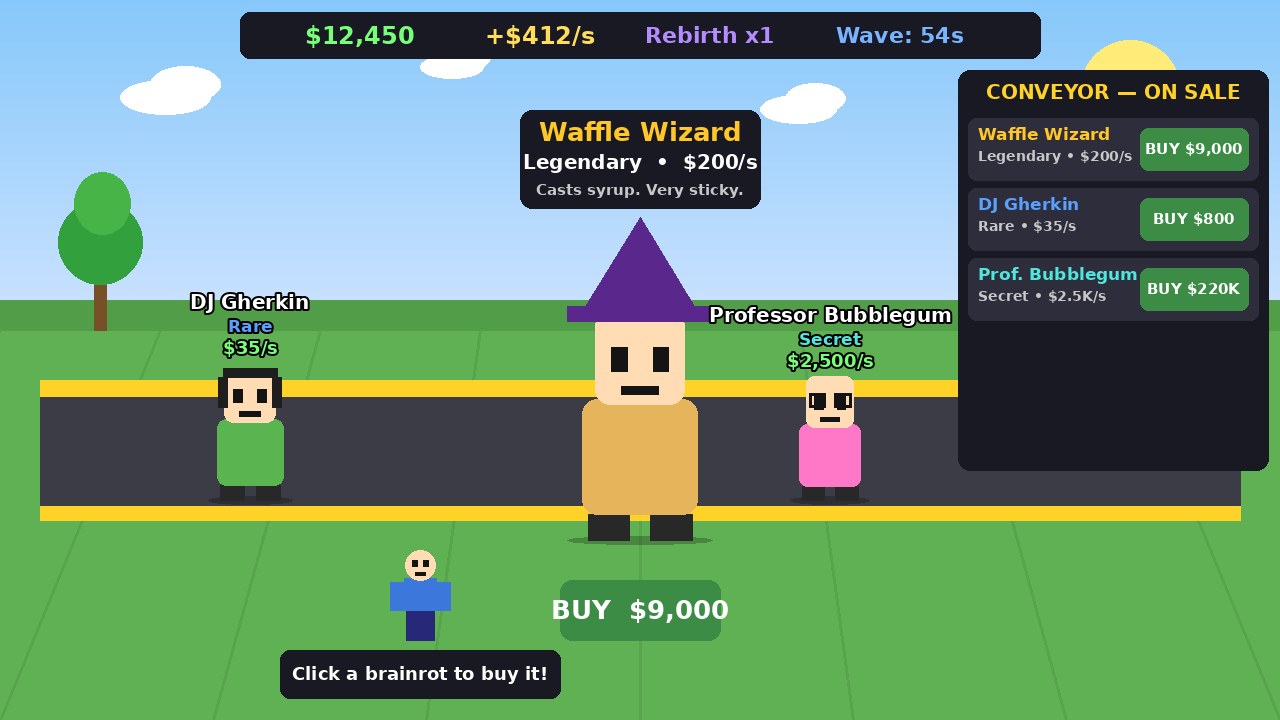 $12,450 +$412/s Rebirth x1 Wave: 54s
CONVEYOR — ON SALE
Waffle Wizard
Legendary • $200/s
BUY $9,000
DJ Gherkin
Rare • $35/s
BUY $800
Prof. Bubblegum
Secret • $2.5K/s
BUY $220K
Waffle Wizard
Legendary • $200/s
Casts syrup. Very sticky.
DJ Gherkin
Rare
$35/s
Professor Bubblegum
Secret
$2,500/s
BUY $9,000
Click a brainrot to buy it!